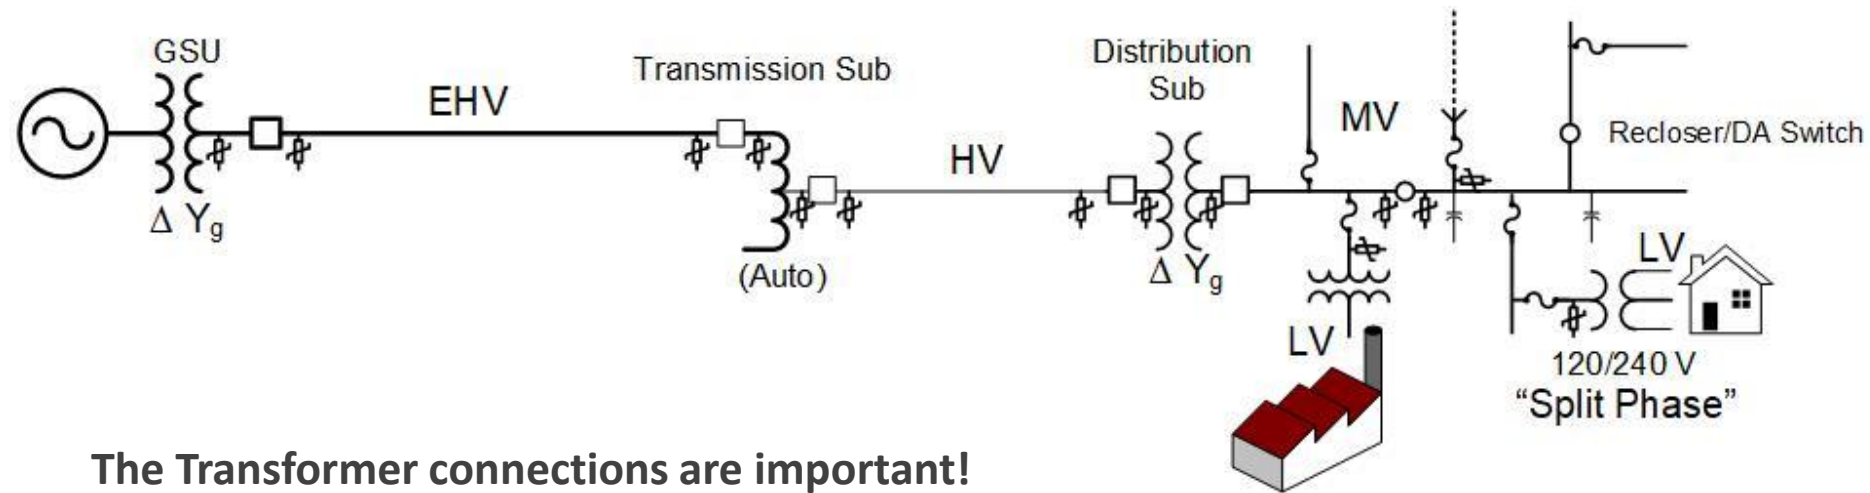 GSU
Δ Yg
EHV
Transmission Sub
(Auto)
HV
Distribution
Sub
Δ Yg
MV
Recloser/DA Switch
LV
LV
120/240 V
“Split Phase”
The Transformer connections are important!